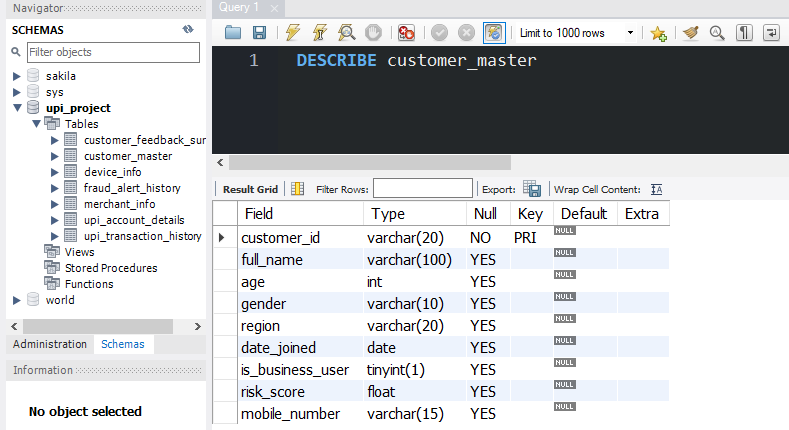 Navigator
SCHEMAS
Filter objects
sakila
sys
upi_project
Tables
customer_feedback_sur
customer_master
device_info
fraud_alert_history
merchant_info
upi_account_details
upi_transaction_history
Views
Stored Procedures
Functions
world
Administration Schemas
Information
No object selected
Query 1
Limit to 1000 rows
1 DESCRIBE customer_master
Result Grid Filter Rows: Export: Wrap Cell Content:
Field Type Null Key Default Extra
customer_id varchar(20) NO PRI NULL
full_name varchar(100) YES NULL
age int YES NULL
gender varchar(10) YES NULL
region varchar(20) YES NULL
date_joined date YES NULL
is_business_user tinyint(1) YES NULL
risk_score float YES NULL
mobile_number varchar(15) YES NULL